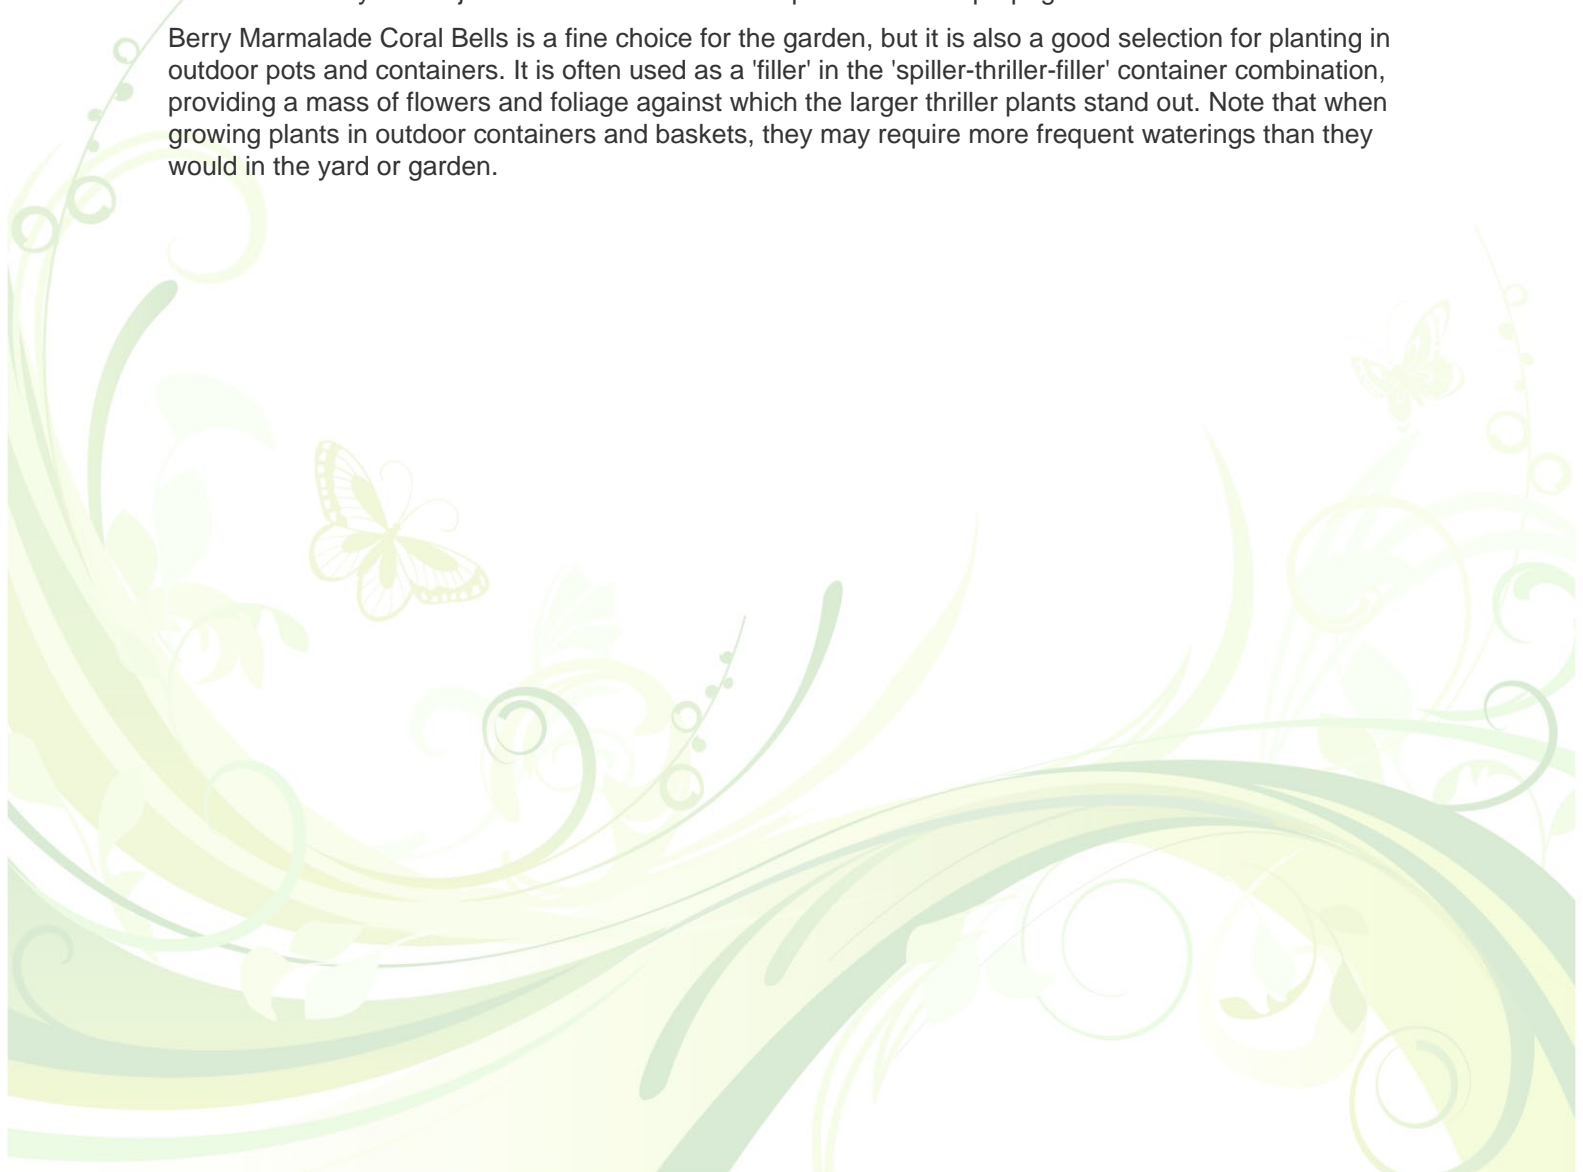 Berry Marmalade Coral Bells is a fine choice for the garden, but it is also a good selection for planting in
outdoor pots and containers. It is often used as a 'filler' in the 'spiller-thriller-filler' container combination,
providing a mass of flowers and foliage against which the larger thriller plants stand out. Note that when
growing plants in outdoor containers and baskets, they may require more frequent waterings than they
would in the yard or garden.